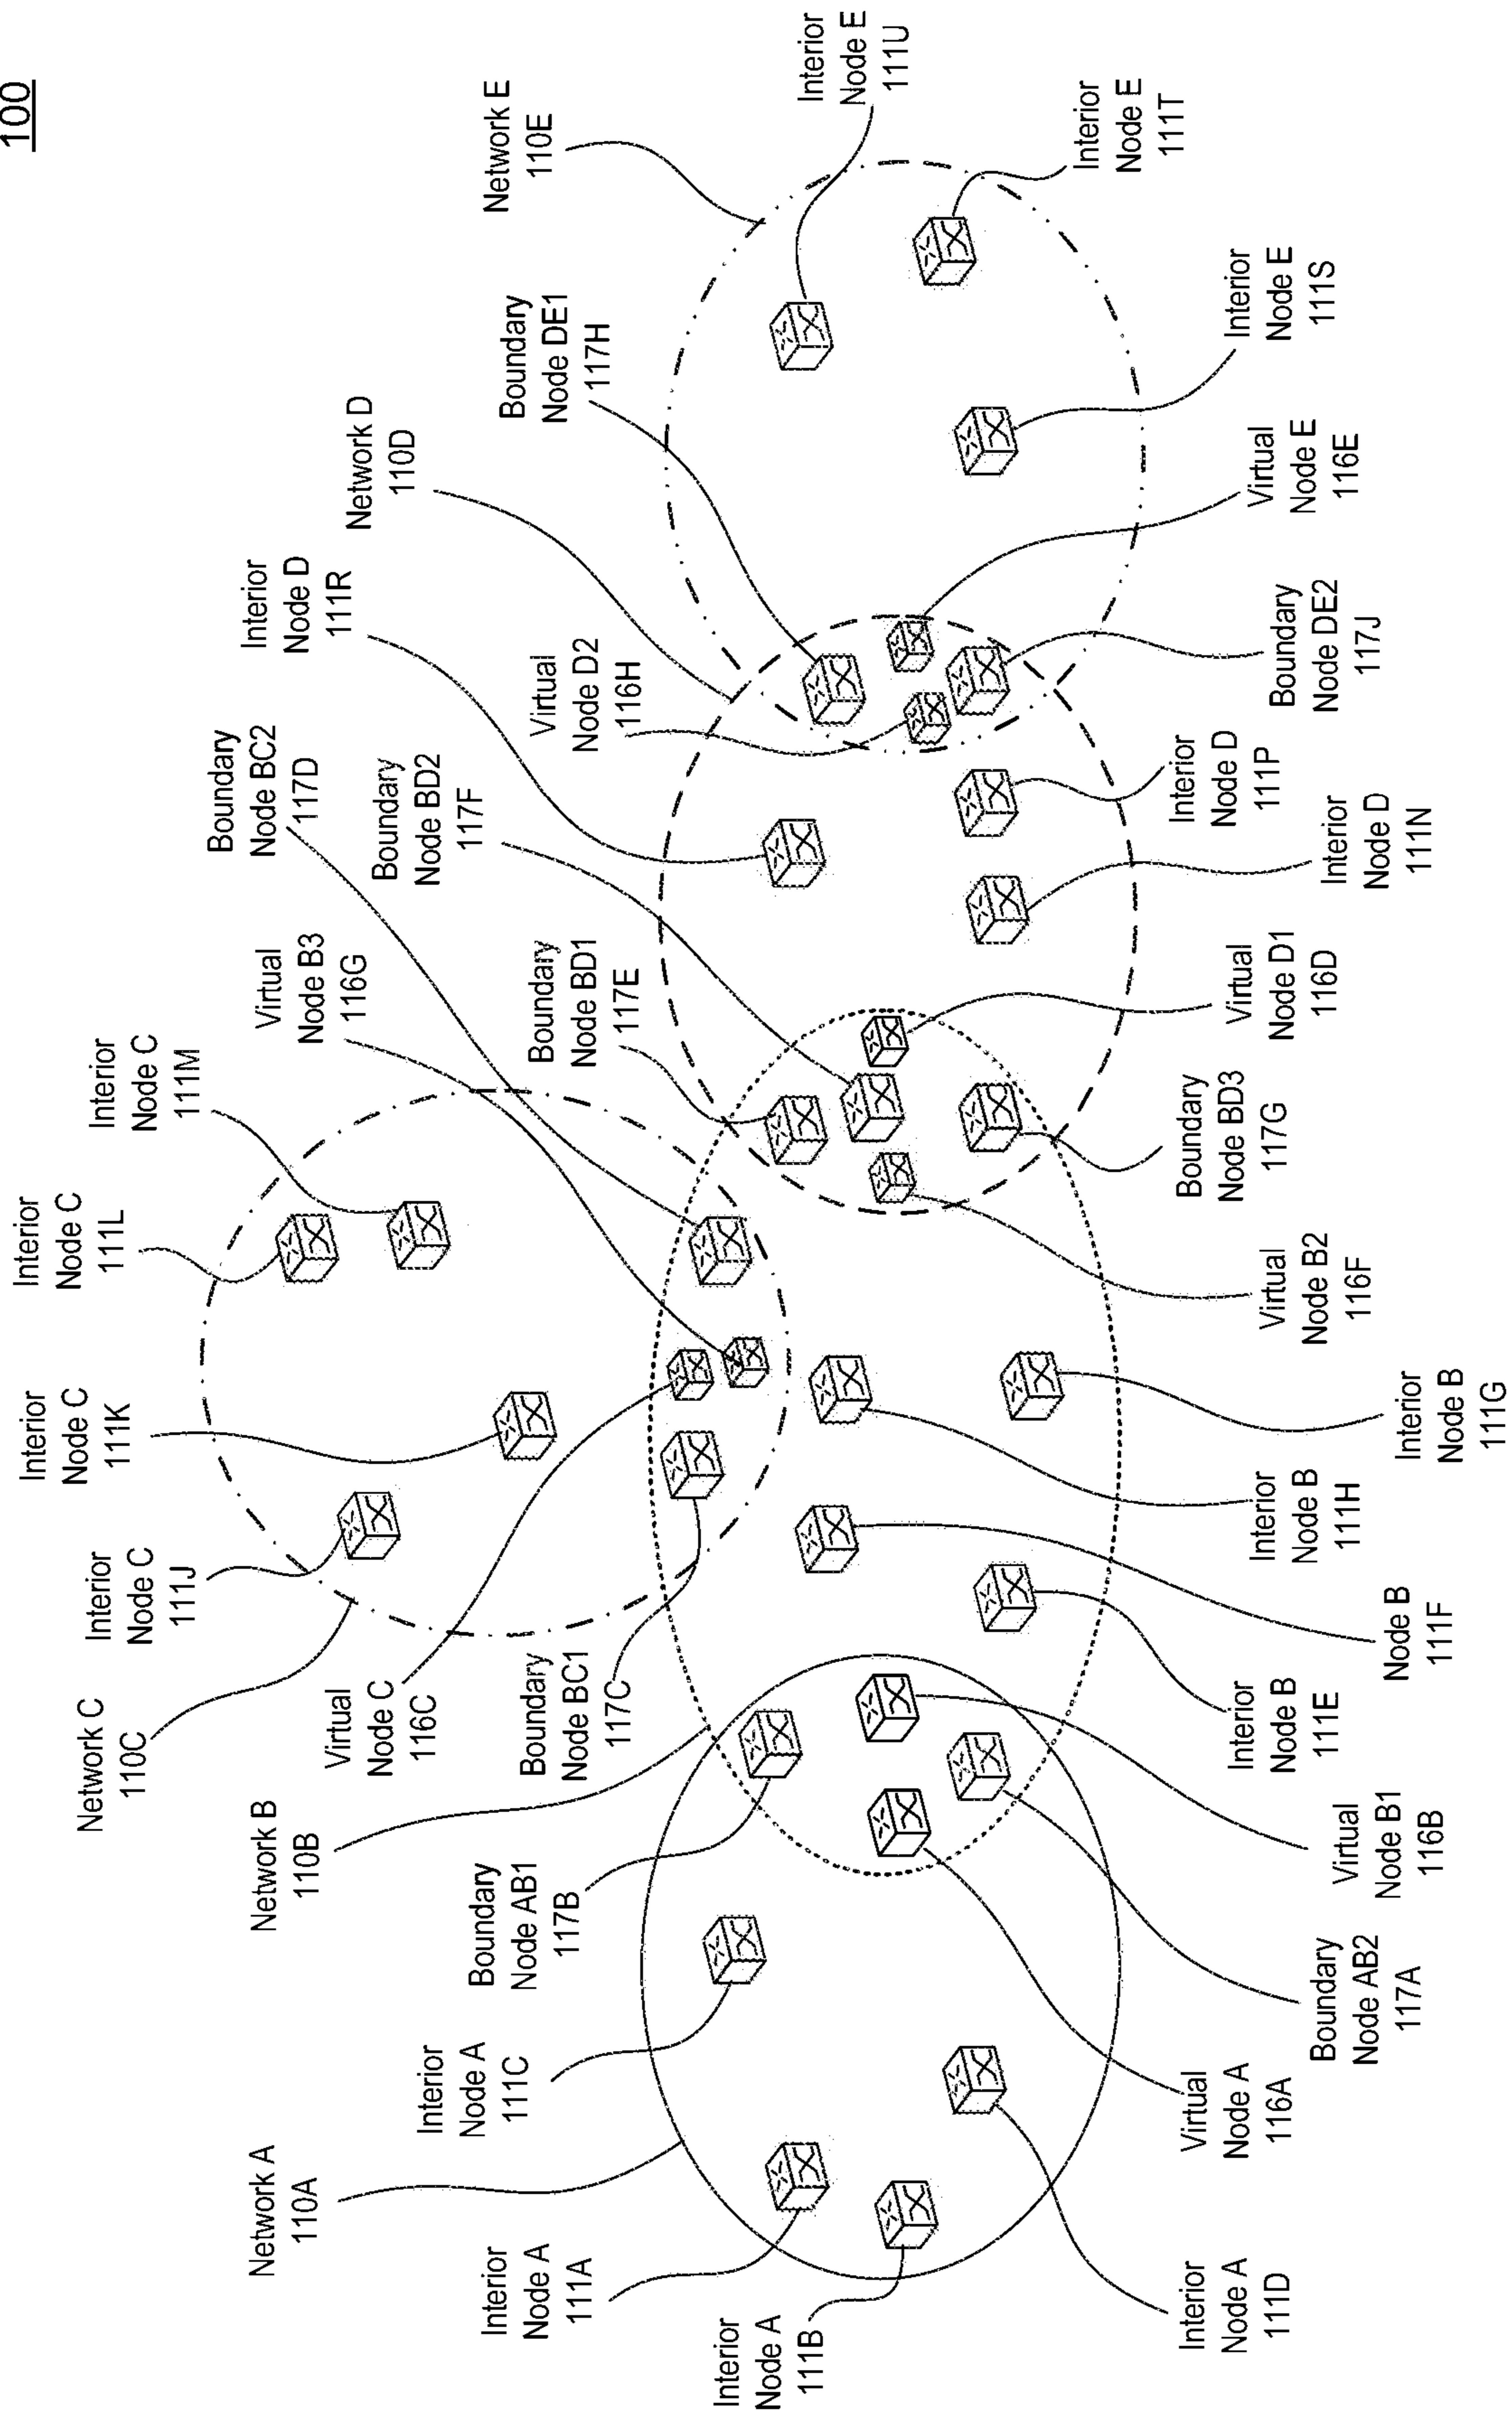 100
Network A
110A
Interior
Node A
111A
Interior
Node A
111B
Interior
Node A
111C
Interior
Node A
111D
Boundary
Node AB1
117B
Virtual
Node A
116A
Boundary
Node AB2
117A
Virtual
Node B1
116B
Network B
110B
Interior
Node B
111E
Node B
111F
Interior
Node B
111H
Interior
Node B
111G
Network C
110C
Interior
Node C
111J
Interior
Node C
111K
Interior
Node C
111L
Interior
Node C
111M
Virtual
Node C
116C
Boundary
Node BC1
117C
Virtual
Node B3
116G
Boundary
Node BC2
117D
Boundary
Node BD1
117E
Boundary
Node BD2
117F
Virtual
Node B2
116F
Boundary
Node BD3
117G
Virtual
Node D1
116D
Interior
Node D
111R
Network D
110D
Interior
Node D
111N
Interior
Node D
111P
Virtual
Node D2
116H
Boundary
Node DE1
117H
Boundary
Node DE2
117J
Virtual
Node E
116E
Network E
110E
Interior
Node E
111S
Interior
Node E
111T
Interior
Node E
111U